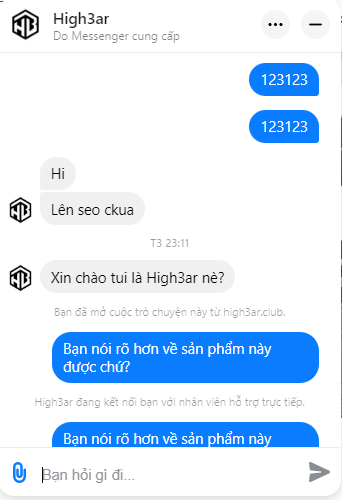 High3ar
Do Messenger cung cấp
123123
123123
Hi
Lên seo ckua
T3 23:11
Xin chào tui là High3ar nè?
Bạn đã mở cuộc trò chuyện này từ high3ar.club.
Bạn nói rõ hơn về sản phẩm này
được chứ?
High3ar đang kết nối bạn với nhân viên hỗ trợ trực tiếp.
Bạn nói rõ hơn về sản phẩm này
Bạn hỏi gì đi...